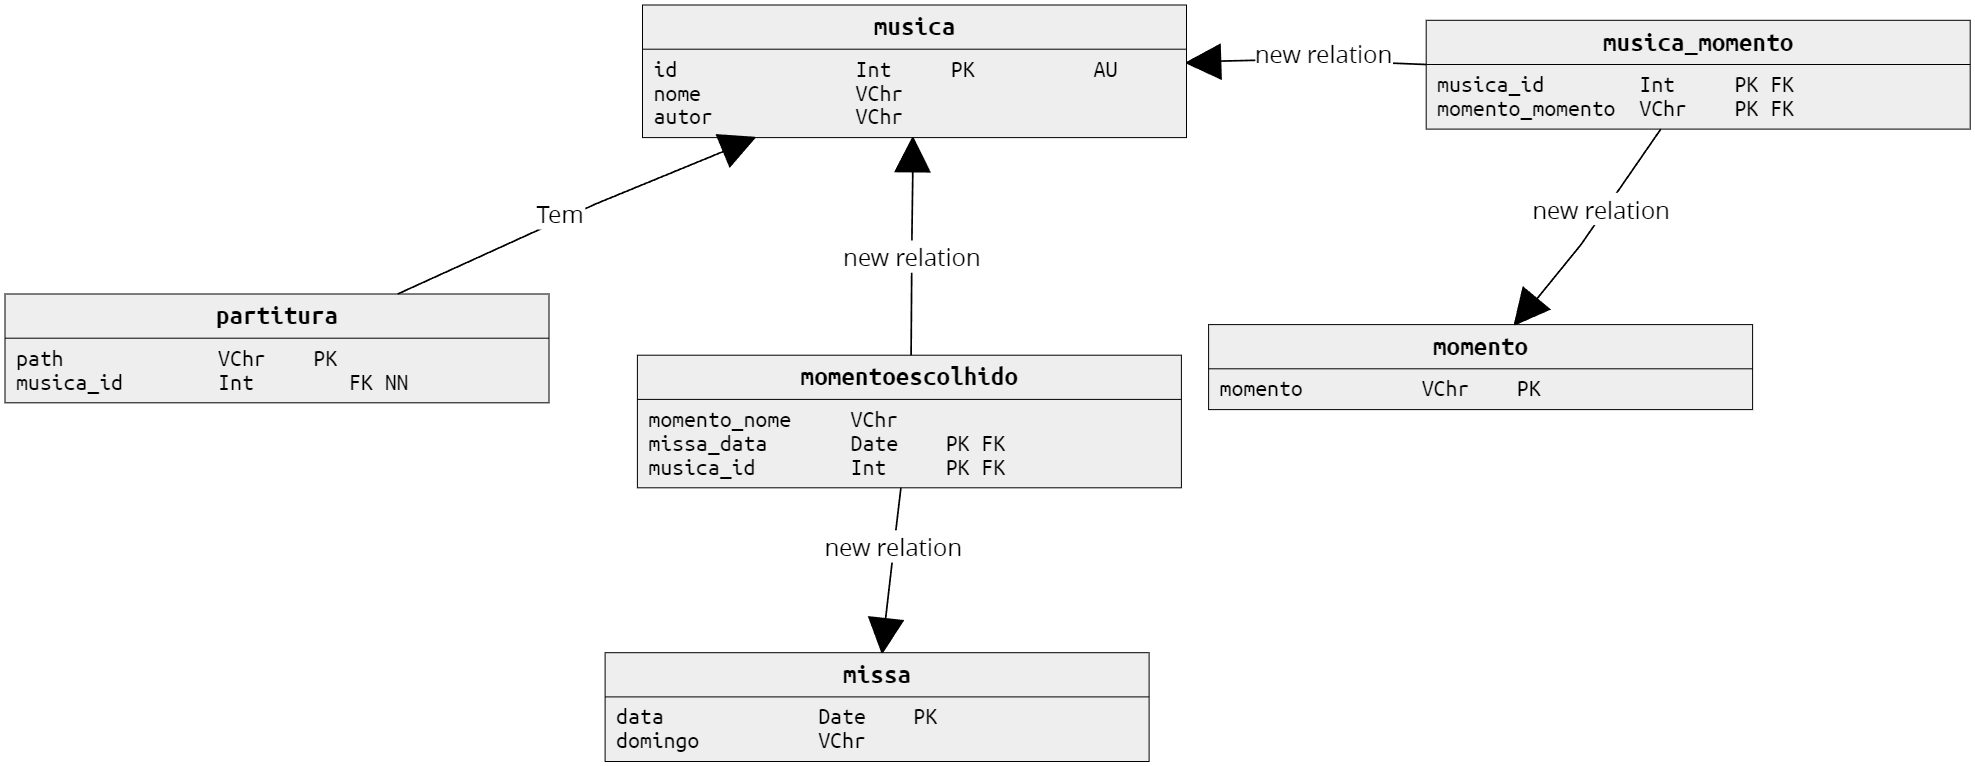 musica
id Int PK AU
nome VChr
autor VChr
new relation
musica_momento
musica_id Int PK FK
momento_momento VChr PK FK
Tem
new relation
new relation
partitura
path VChr PK
musica_id Int FK NN
momentoescolhido
momento_nome VChr
missa_data Date PK FK
musica_id Int PK FK
momento
momento VChr PK
new relation
missa
data Date PK
domingo VChr